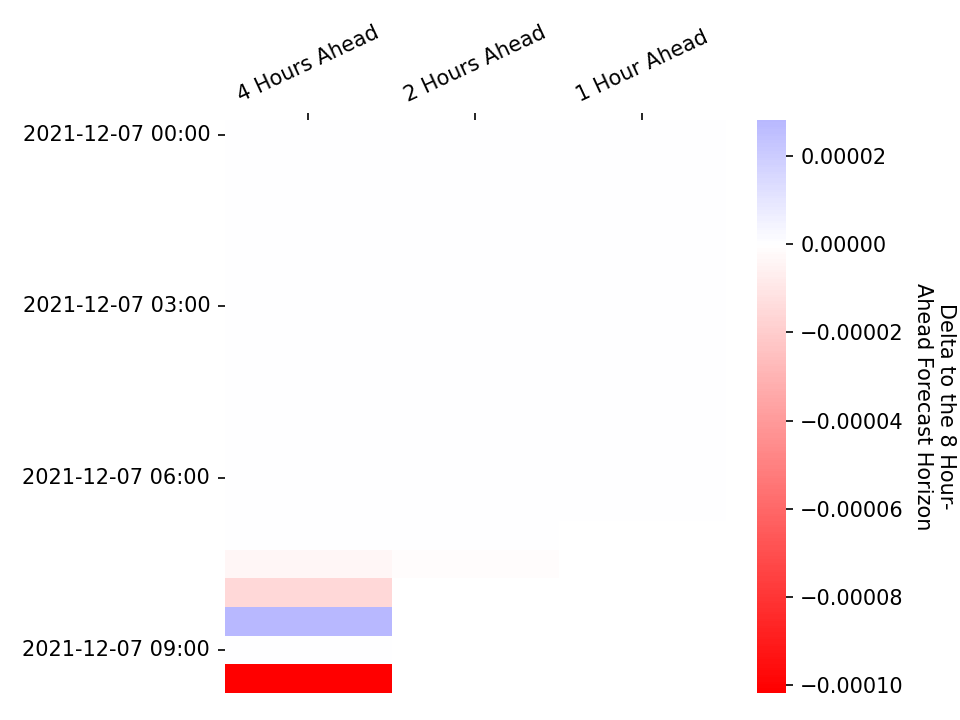 4 Hours Ahead
2 Hours Ahead
1 Hour Ahead
2021-12-07 00:00
2021-12-07 03:00
2021-12-07 06:00
2021-12-07 09:00
0.00002
0.00000
−0.00002
−0.00004
−0.00006
−0.00008
−0.00010
Delta to the 8 Hour-
Ahead Forecast Horizon